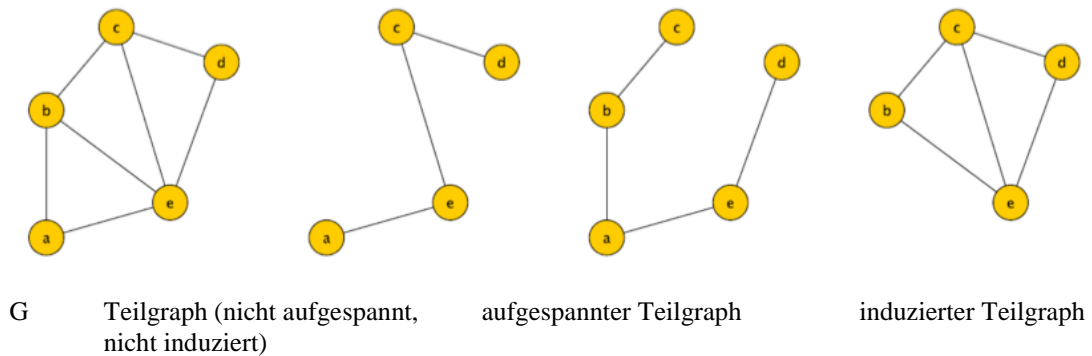 c
d
b
e
a
c
d
e
a
c
d
b
e
a
c
d
b
e
G
Teilgraph (nicht aufgespannt,
nicht induziert)
aufgespannter Teilgraph
induzierter Teilgraph